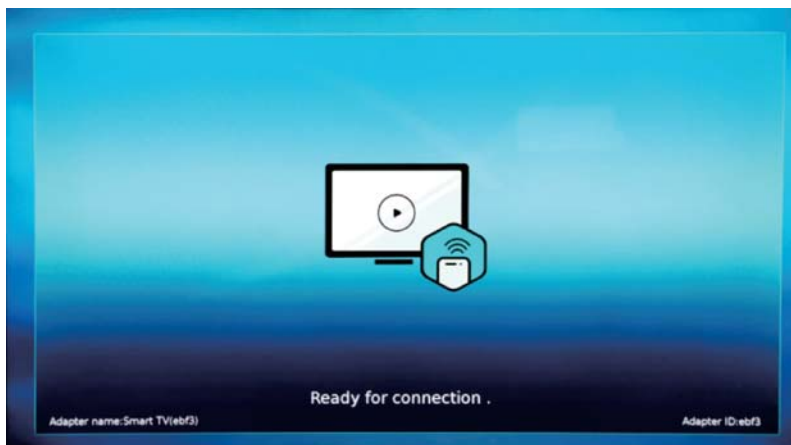 Ready for connection .
Adapter name:Smart TV(ebf3)
Adapter ID:ebf3